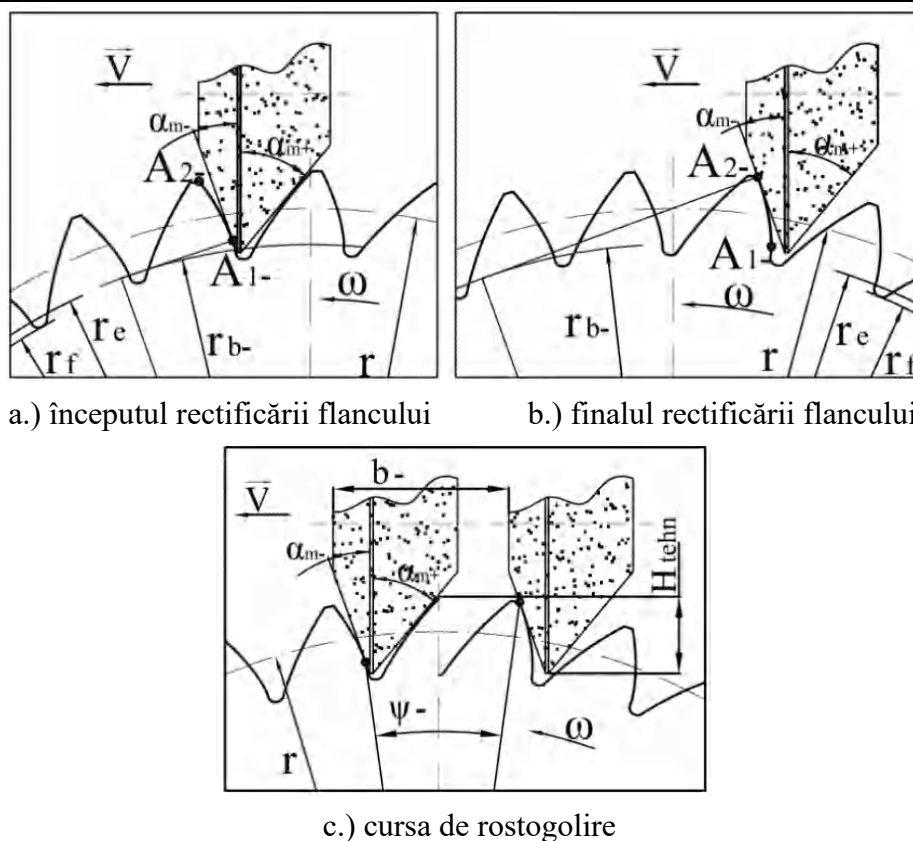 V
αm-
αm+
A2-
A1-
ω
re
rf
rb-
r
V
αm-
αm+
A2-
A1-
ω
rb-
r
re
rf
a.) începutul rectificării flancului
b.) finalul rectificării flancului
b-
V
αm-
αm+
Htehn
ψ-
ω
r
c.) cursa de rostogolire